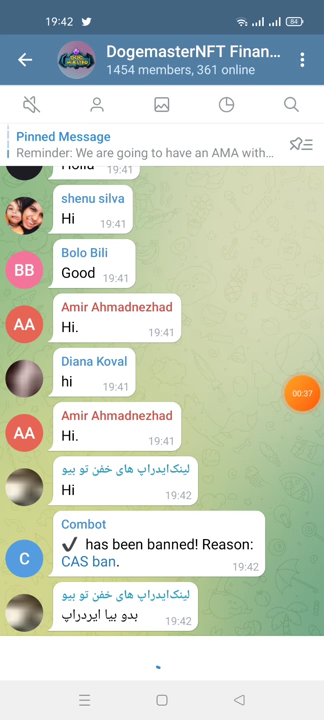 19:42
84
DogemasterNFT Finan...
1454 members, 361 online
Pinned Message
Reminder: We are going to have an AMA with...
19:41
shenu silva
Hi 19:41
BB
Bolo Bili
Good 19:41
AA
Amir Ahmadnezhad
Hi. 19:41
Diana Koval
hi 19:41
00:37
AA
Amir Ahmadnezhad
Hi. 19:41
لینک‌ایدراپ های خفن تو بیو
Hi 19:42
C
Combot
✔ has been banned! Reason:
CAS ban. 19:42
لینک‌ایدراپ های خفن تو بیو
بدو بیا ایردراپ 19:42